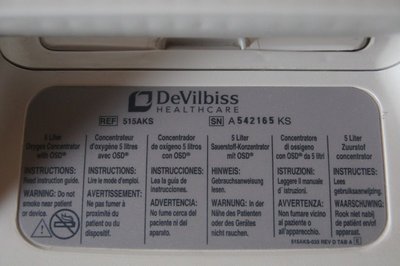 DeVilbiss
HEALTHCARE
REF 515AKS
SN A542165 KS
5 Liter
Oxygen Concentrator
with OSD®
INSTRUCTIONS:
Read instruction guide.
WARNING: Do not
smoke near patient
or device.
Concentrateur
d'oxygène 5 litres
avec OSD®
INSTRUCTIONS:
Lire le mode d'emploi.
AVERTISSEMENT:
Ne pas fumer à
proximité du
patient ou du
dispositif.
Concentrador
de oxigeno 5 litros
con OSD®
INSTRUCCIONES:
Lea la guía de
instrucciones.
ADVERTENCIA:
No fume cerca del
paciente ni del
aparato.
5 Liter
Sauerstoff-Konzentrator
mit OSD®
HINWEIS:
Gebrauchsanweisung
lesen.
WARNUNG: In der
Nähe des Patienten
oder des Gerätes
nicht rauchen.
Concentratore
di ossigeno
con OSD® da 5 litri
ISTRUZIONI:
Leggere il manuale
di istruzioni.
AVVERTENZA:
Non fumare vicino
al paziente o
all'apparecchio.
5 Liter
Zuurstof
concentrator
INSTRUCTIES:
Lees
gebruiksaanwijzing.
WAARSCHUWING:
Rook niet nabij
de patiënt en/of
apparaat.
515AKS-033 REV D TAB A E